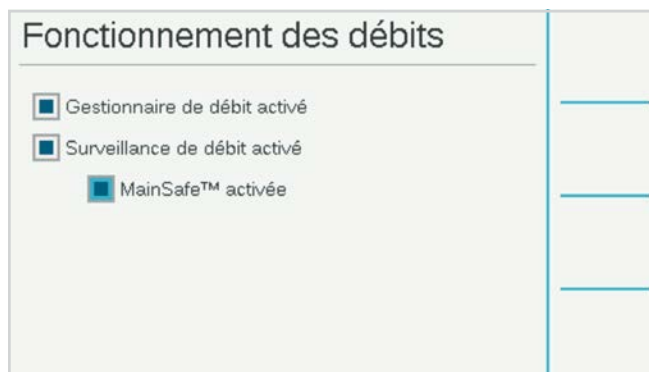 Fonctionnement des débits
Gestionnaire de débit activé
Surveillance de débit activé
MainSafe™ activée